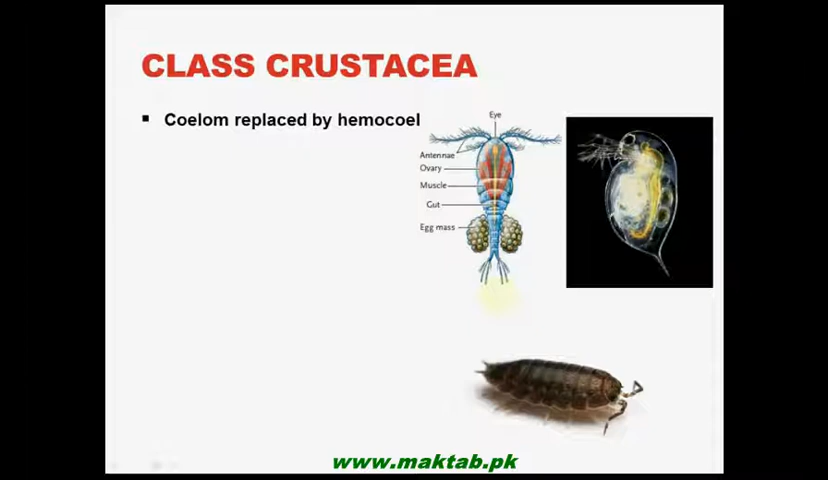 CLASS CRUSTACEA
▪ Coelom replaced by hemocoel
Eye
Antennae
Ovary
Muscle
Gut
Egg mass
www.maktab.pk